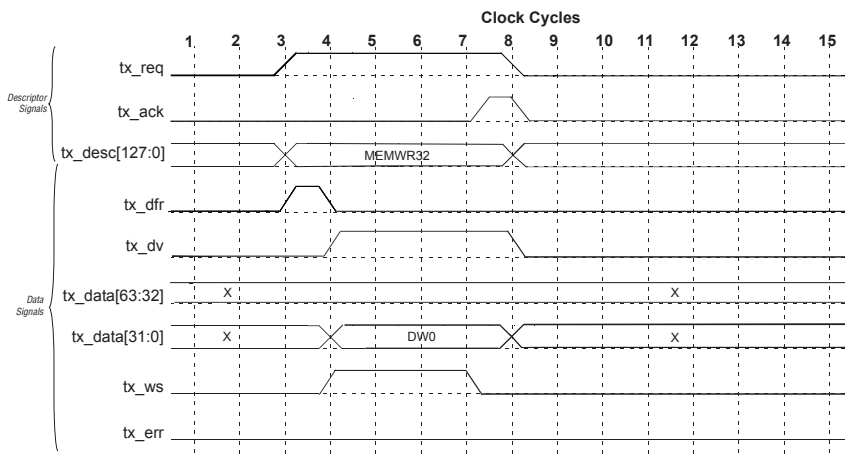 Clock Cycles
1 2 3 4 5 6 7 8 9 10 11 12 13 14 15
Descriptor
Signals
tx_req
tx_ack
tx_desc[127:0]
MEMWR32
Data
Signals
tx_dfr
tx_dv
tx_data[63:32]
X X
tx_data[31:0]
X DW0 X
tx_ws
tx_err